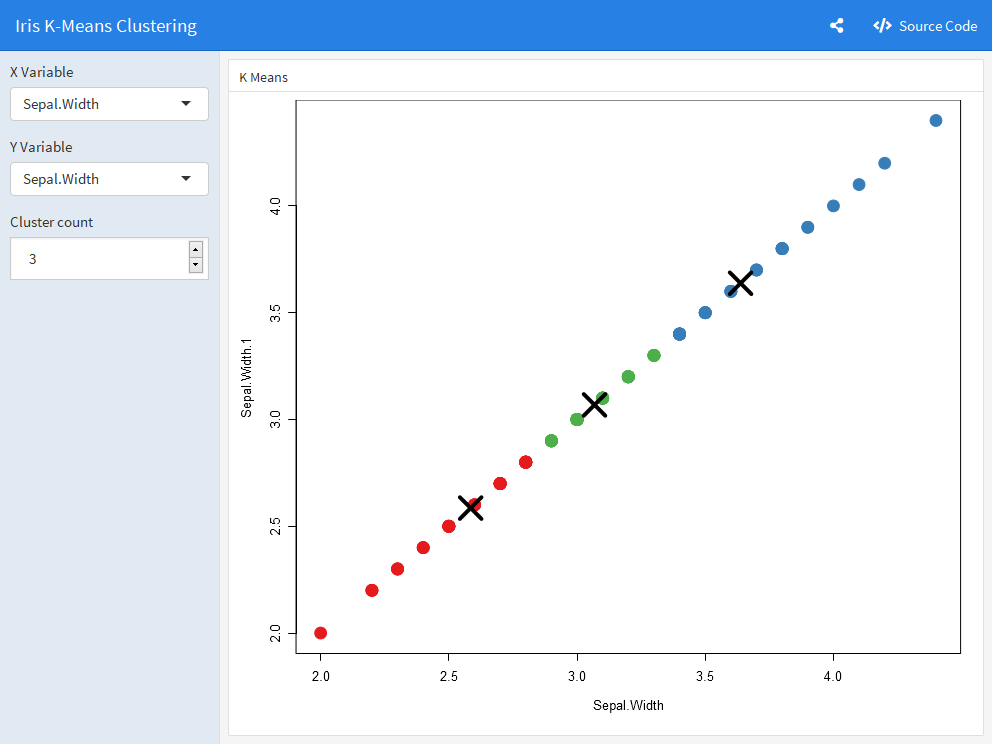 Iris K-Means Clustering
Source Code
X Variable
Sepal.Width
Y Variable
Sepal.Width
Cluster count
3
K Means
4.0
3.5
3.0
2.5
2.0
Sepal.Width.1
2.0 2.5 3.0 3.5 4.0
Sepal.Width